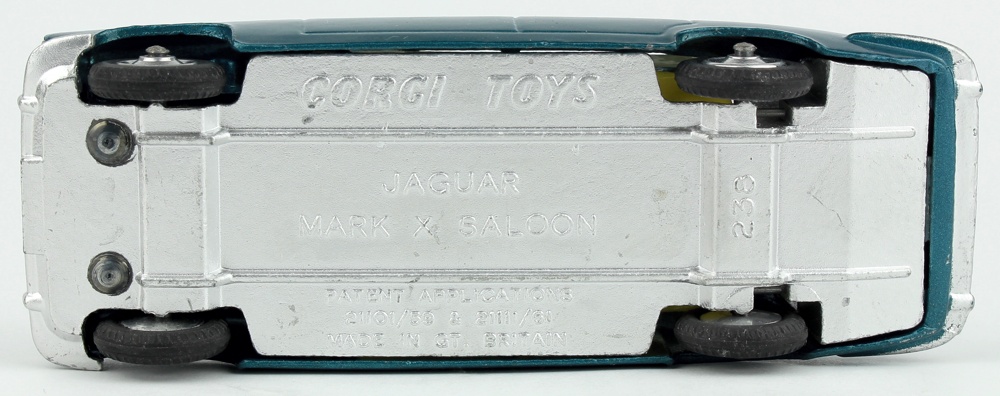 CORGI TOYS
JAGUAR
MARK X SALOON
238
PATENT APPLICATIONS
MADE IN GT. BRITAIN